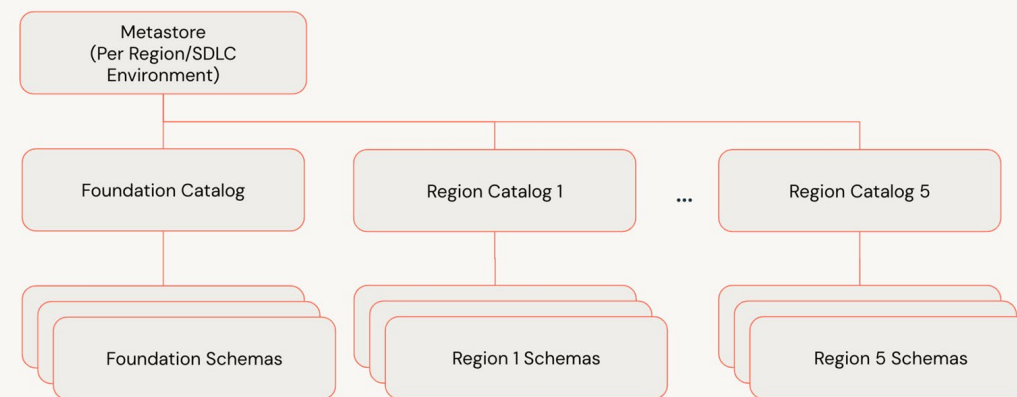 Metastore
(Per Region/SDLC
Environment)
Foundation Catalog
Region Catalog 1
...
Region Catalog 5
Foundation Schemas
Region 1 Schemas
Region 5 Schemas